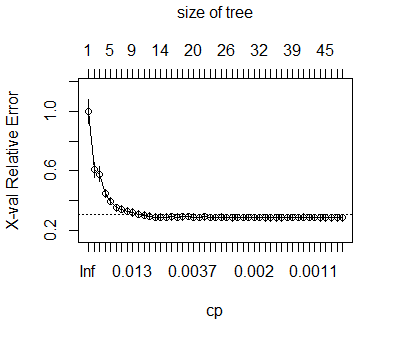 size of tree
1 5 9 14 20 26 32 39 45
X-val Relative Error
1.0
0.6
0.2
Inf 0.013 0.0037 0.002 0.0011
cp